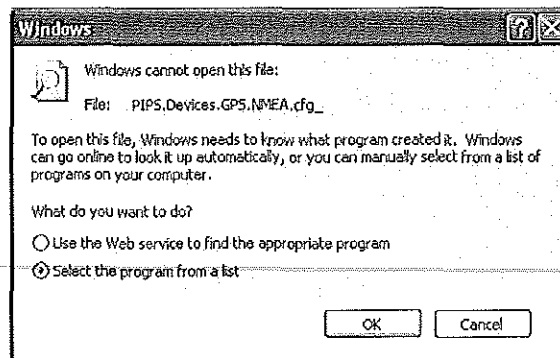 Windows
Windows cannot open this file:
File: PIPS.Devices.GPS.NMEA.cfg_
To open this file, Windows needs to know what program created it. Windows
can go online to look it up automatically, or you can manually select from a list of
programs on your computer.
What do you want to do?
Use the Web service to find the appropriate program
Select the program from a list
OK Cancel